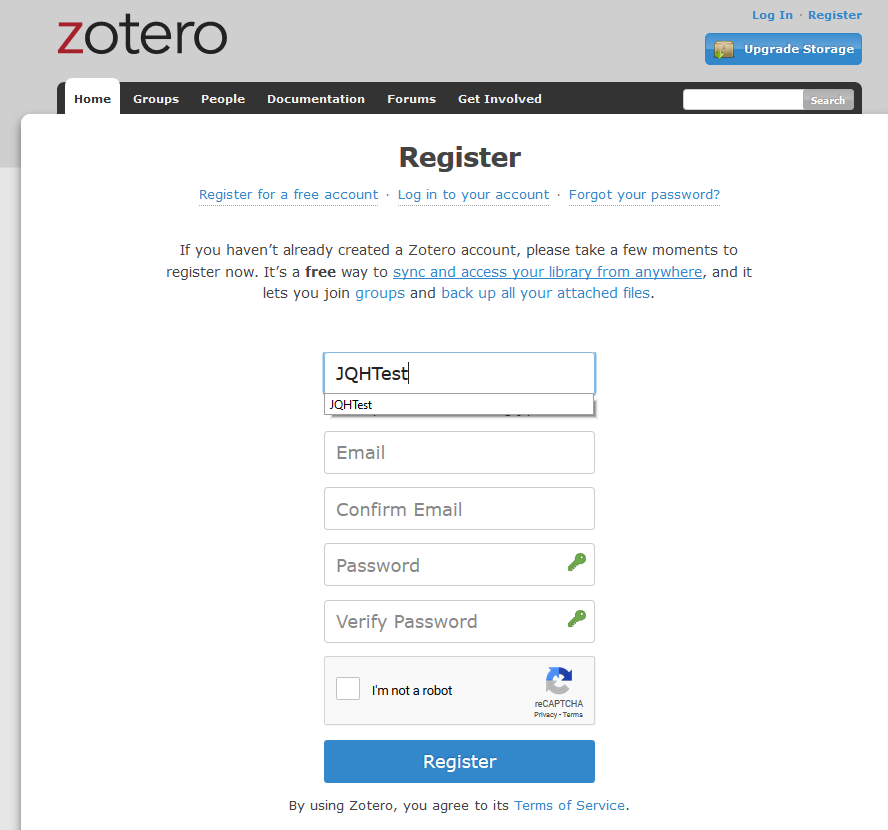 zotero
Log In · Register
Upgrade Storage
Home Groups People Documentation Forums Get Involved
Search
Register
Register for a free account · Log in to your account · Forgot your password?
If you haven’t already created a Zotero account, please take a few moments to
register now. It’s a free way to sync and access your library from anywhere, and it
lets you join groups and back up all your attached files.
JQHTest
JQHTest
Email
Confirm Email
Password
Verify Password
I'm not a robot
reCAPTCHA
Privacy - Terms
Register
By using Zotero, you agree to its Terms of Service.